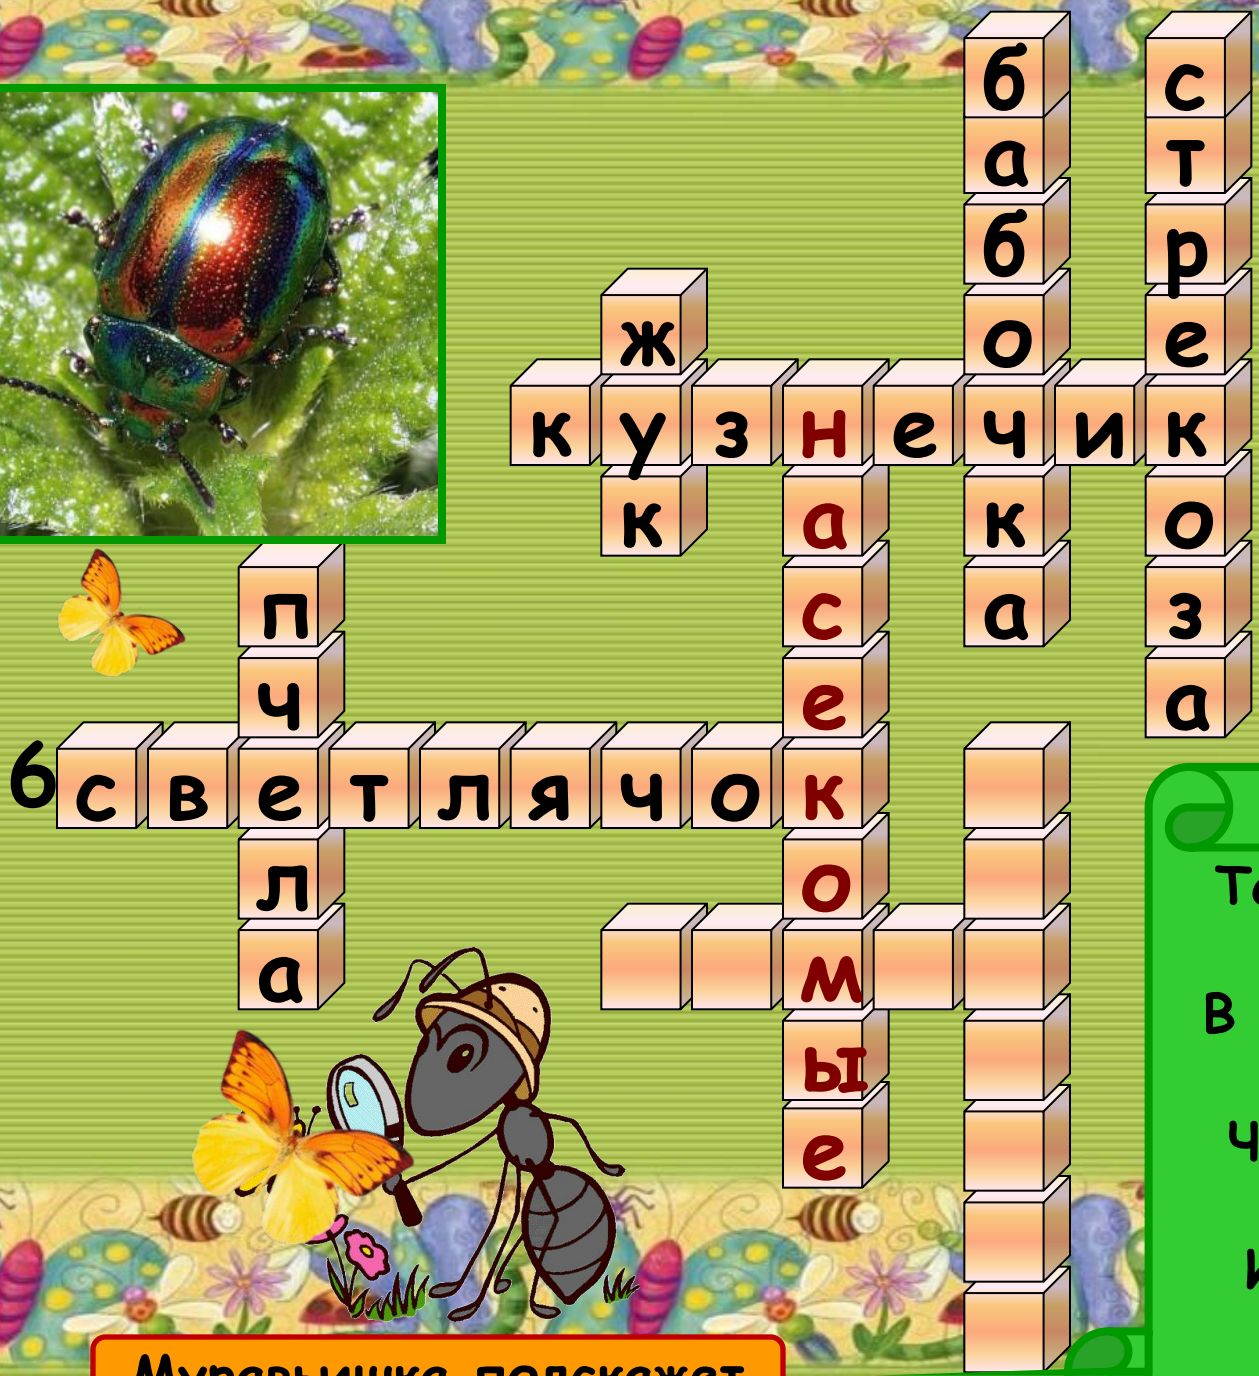 бабочка
стрекоза
жук
кузнечик
насекомые
пчела
6
светлячок
В
Муравьишка подскажет